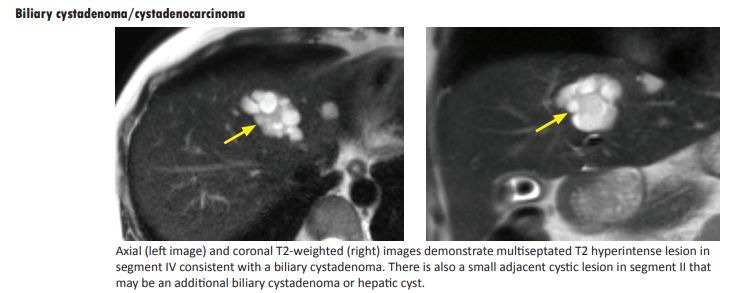 Biliary cystadenoma/cystadenocarcinoma
Axial (left image) and coronal T2-weighted (right) images demonstrate multiseptated T2 hyperintense lesion in
segment IV consistent with a biliary cystadenoma. There is also a small adjacent cystic lesion in segment II that
may be an additional biliary cystadenoma or hepatic cyst.